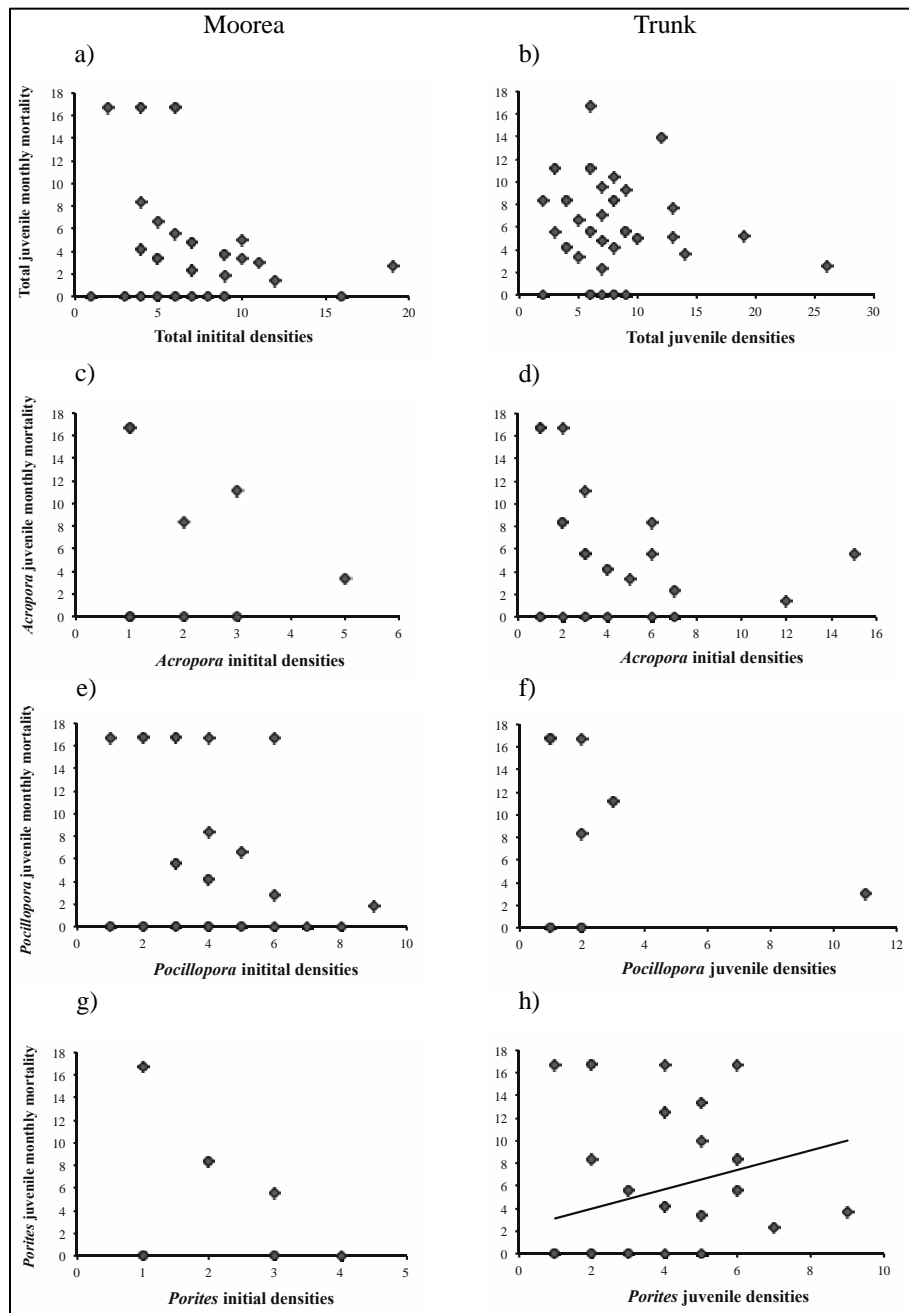 Moorea
Trunk
a)
b)
Total juvenile monthly mortality
18
16
14
12
10
8
6
4
2
0
0 5 10 15 20
Total initital densities
18
16
14
12
10
8
6
4
2
0
0 5 10 15 20 25 30
Total juvenile densities
c)
d)
Acropora juvenile monthly mortality
18
16
14
12
10
8
6
4
2
0
0 1 2 3 4 5 6
Acropora initital densities
18
16
14
12
10
8
6
4
2
0
0 2 4 6 8 10 12 14 16
Acropora initial densities
e)
f)
Pocillopora juvenile monthly mortality
18
16
14
12
10
8
6
4
2
0
0 2 4 6 8 10
Pocillopora initital densities
18
16
14
12
10
8
6
4
2
0
0 2 4 6 8 10 12
Pocillopora juvenile densities
g)
h)
Porites juvenile monthly mortality
18
16
14
12
10
8
6
4
2
0
0 1 2 3 4 5
Porites initial densities
18
16
14
12
10
8
6
4
2
0
0 2 4 6 8 10
Porites juvenile densities